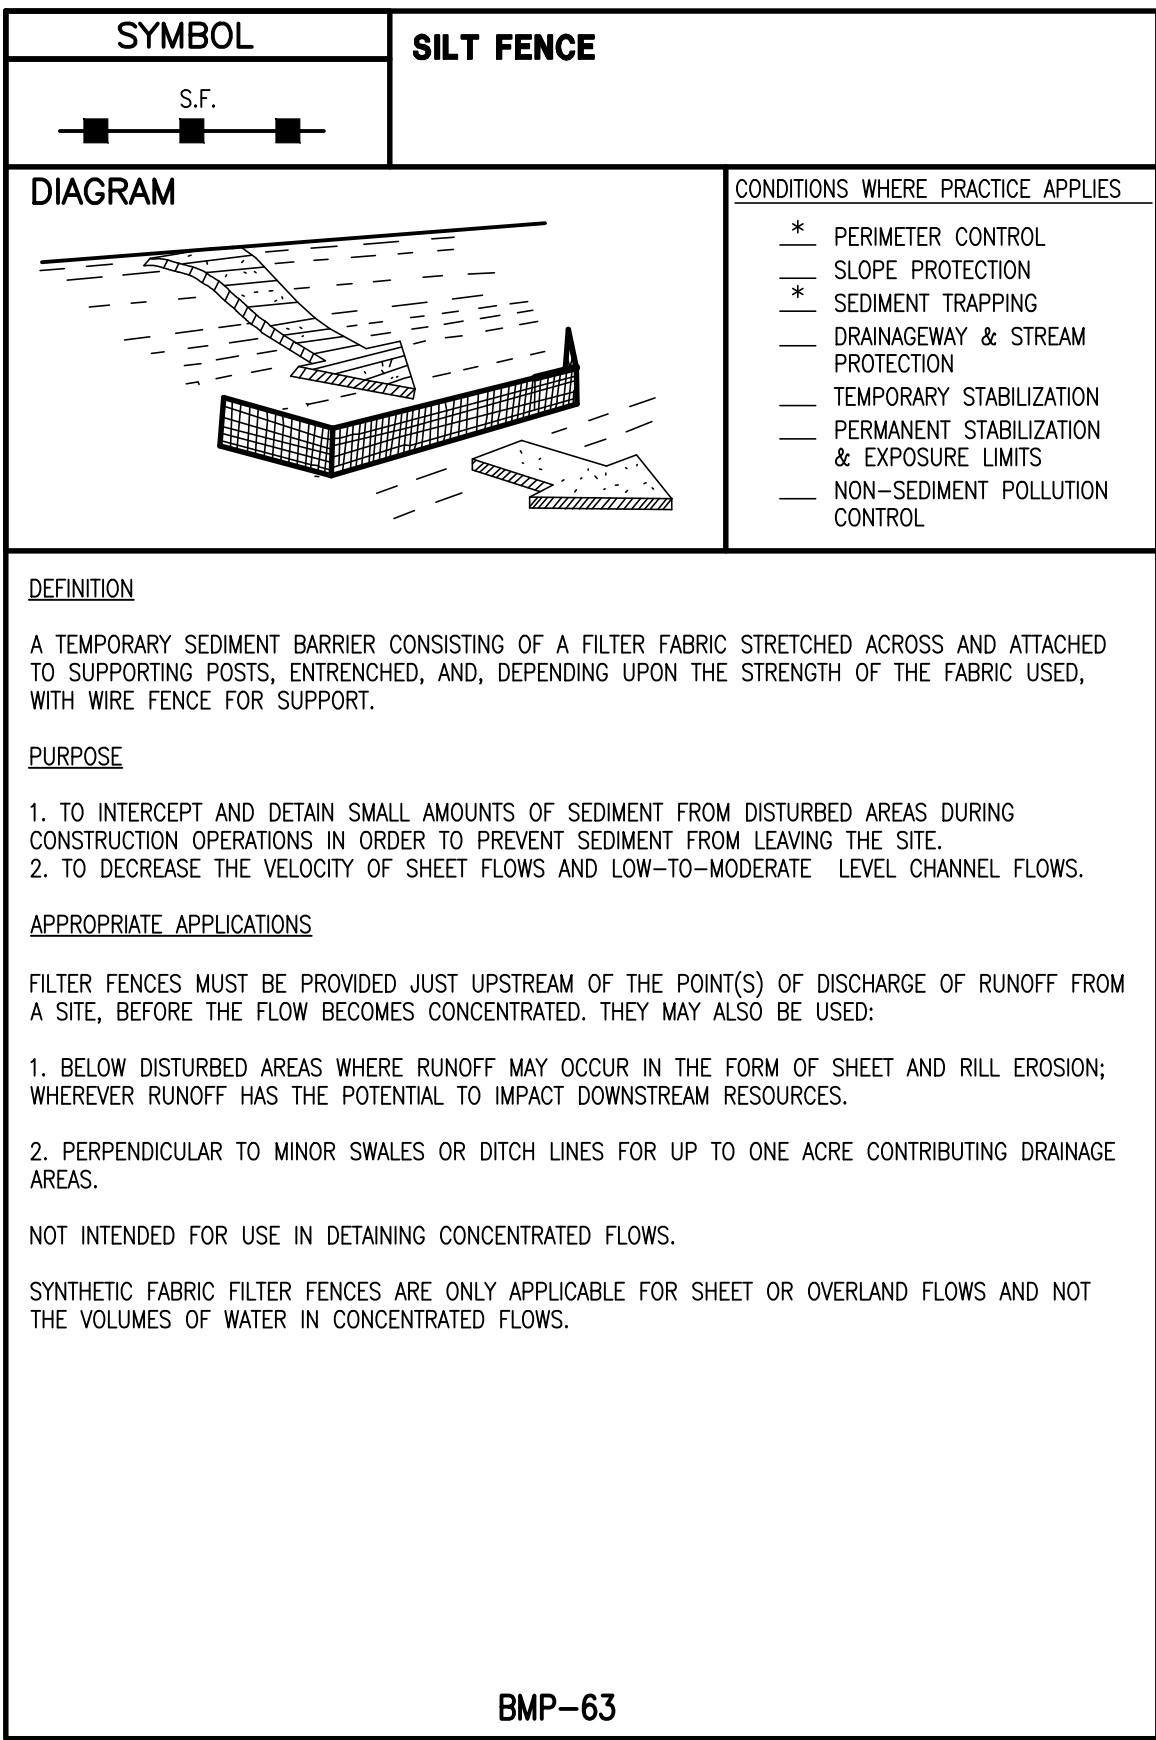 SYMBOL
SILT FENCE
S.F.
DIAGRAM
CONDITIONS WHERE PRACTICE APPLIES
* PERIMETER CONTROL
___ SLOPE PROTECTION
* SEDIMENT TRAPPING
___ DRAINAGEWAY & STREAM
PROTECTION
___ TEMPORARY STABILIZATION
___ PERMANENT STABILIZATION
& EXPOSURE LIMITS
___ NON-SEDIMENT POLLUTION
CONTROL
DEFINITION
A TEMPORARY SEDIMENT BARRIER CONSISTING OF A FILTER FABRIC STRETCHED ACROSS AND ATTACHED
TO SUPPORTING POSTS, ENTRENCHED, AND, DEPENDING UPON THE STRENGTH OF THE FABRIC USED,
WITH WIRE FENCE FOR SUPPORT.
PURPOSE
1. TO INTERCEPT AND DETAIN SMALL AMOUNTS OF SEDIMENT FROM DISTURBED AREAS DURING
CONSTRUCTION OPERATIONS IN ORDER TO PREVENT SEDIMENT FROM LEAVING THE SITE.
2. TO DECREASE THE VELOCITY OF SHEET FLOWS AND LOW-TO-MODERATE LEVEL CHANNEL FLOWS.
APPROPRIATE APPLICATIONS
FILTER FENCES MUST BE PROVIDED JUST UPSTREAM OF THE POINT(S) OF DISCHARGE OF RUNOFF FROM
A SITE, BEFORE THE FLOW BECOMES CONCENTRATED. THEY MAY ALSO BE USED:
1. BELOW DISTURBED AREAS WHERE RUNOFF MAY OCCUR IN THE FORM OF SHEET AND RILL EROSION;
WHEREVER RUNOFF HAS THE POTENTIAL TO IMPACT DOWNSTREAM RESOURCES.
2. PERPENDICULAR TO MINOR SWALES OR DITCH LINES FOR UP TO ONE ACRE CONTRIBUTING DRAINAGE
AREAS.
NOT INTENDED FOR USE IN DETAINING CONCENTRATED FLOWS.
SYNTHETIC FABRIC FILTER FENCES ARE ONLY APPLICABLE FOR SHEET OR OVERLAND FLOWS AND NOT
THE VOLUMES OF WATER IN CONCENTRATED FLOWS.
BMP-63